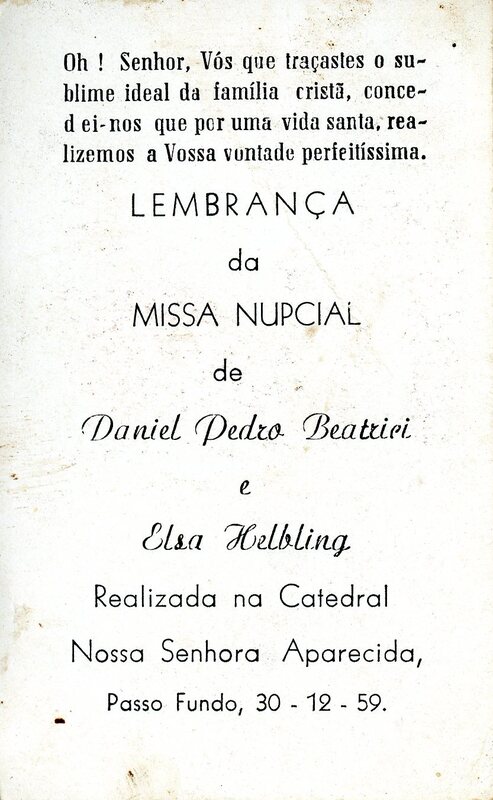 Oh ! Senhor, Vós que traçastes o su-
blime ideal da família cristã, conce-
dei-nos que por uma vida santa, rea-
lizemos a Vossa vontade perfeitíssima.
LEMBRANÇA
da
MISSA NUPCIAL
de
Daniel Pedro Beatrici
e
Elsa Helbling
Realizada na Catedral
Nossa Senhora Aparecida,
Passo Fundo, 30 - 12 - 59.